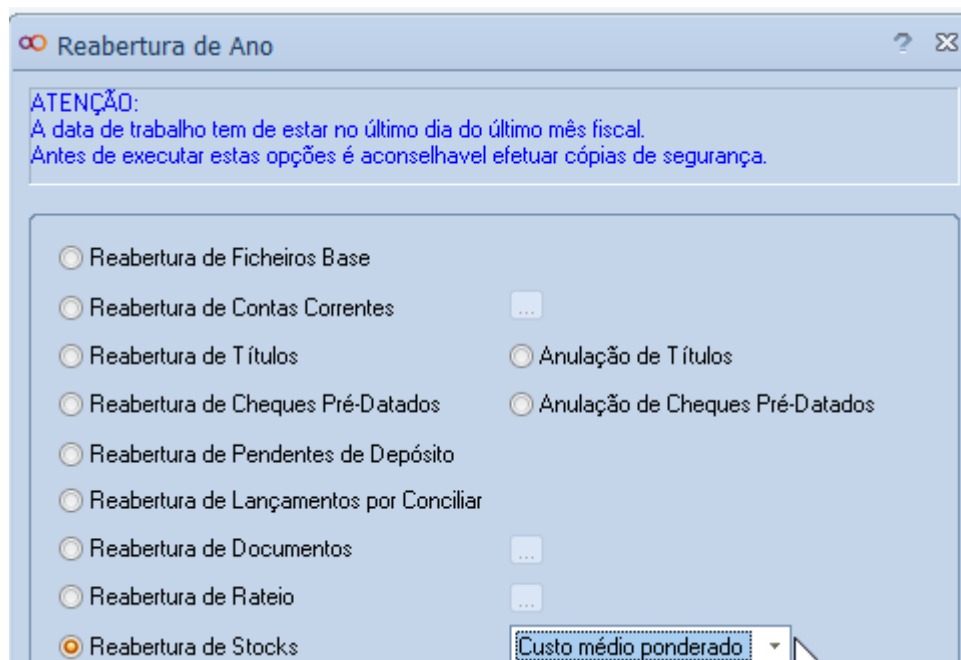 Reabertura de Ano
ATENÇÃO:
A data de trabalho tem de estar no último dia do último mês fiscal.
Antes de executar estas opções é aconselhavel efetuar cópias de segurança.
Reabertura de Ficheiros Base
Reabertura de Contas Correntes ...
Reabertura de Títulos Anulação de Títulos
Reabertura de Cheques Pré-Datados Anulação de Cheques Pré-Datados
Reabertura de Pendentes de Depósito
Reabertura de Lançamentos por Conciliar
Reabertura de Documentos ...
Reabertura de Rateio ...
Reabertura de Stocks Custo médio ponderado